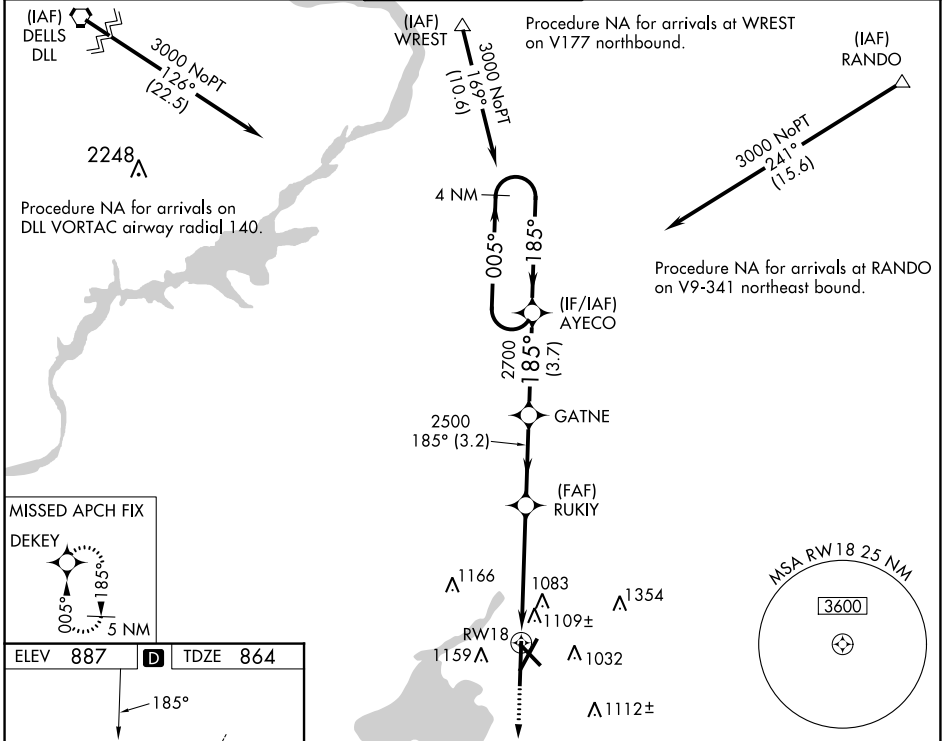 (IAF)
DELLS
DLL
3000 NoPT
126°
(22.5)
(IAF)
WREST
3000 NoPT
169°
(10.6)
Procedure NA for arrivals at WREST
on V177 northbound.
(IAF)
RANDO
3000 NoPT
241°
(15.6)
2248
Procedure NA for arrivals on
DLL VORTAC airway radial 140.
4 NM
005°
185°
Procedure NA for arrivals at RANDO
on V9-341 northeast bound.
(IF/IAF)
AYECO
2700
185°
(3.7)
GATNE
2500
185° (3.2)
(FAF)
RUKIY
MISSED APCH FIX
DEKEY
005°
185°
5 NM
1166
1083
1109±
1354
RW18
1159
1032
1112±
MSA RW18 25 NM
3600
ELEV 887 D TDZE 864
185°